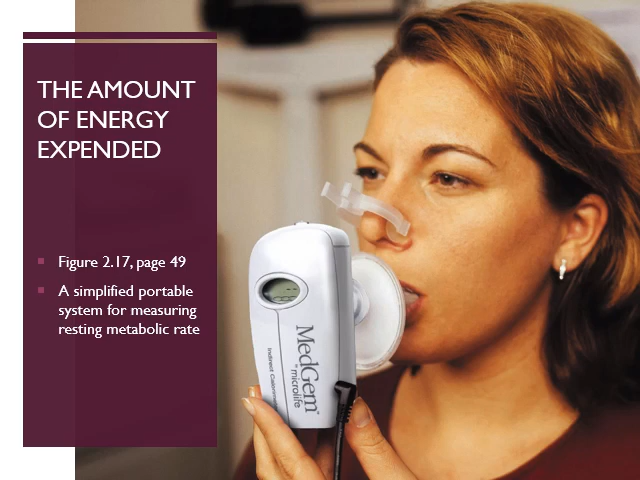 THE AMOUNT
OF ENERGY
EXPENDED
Figure 2.17, page 49
A simplified portable
system for measuring
resting metabolic rate
MedGem
by microlife
Indirect Calorimeter